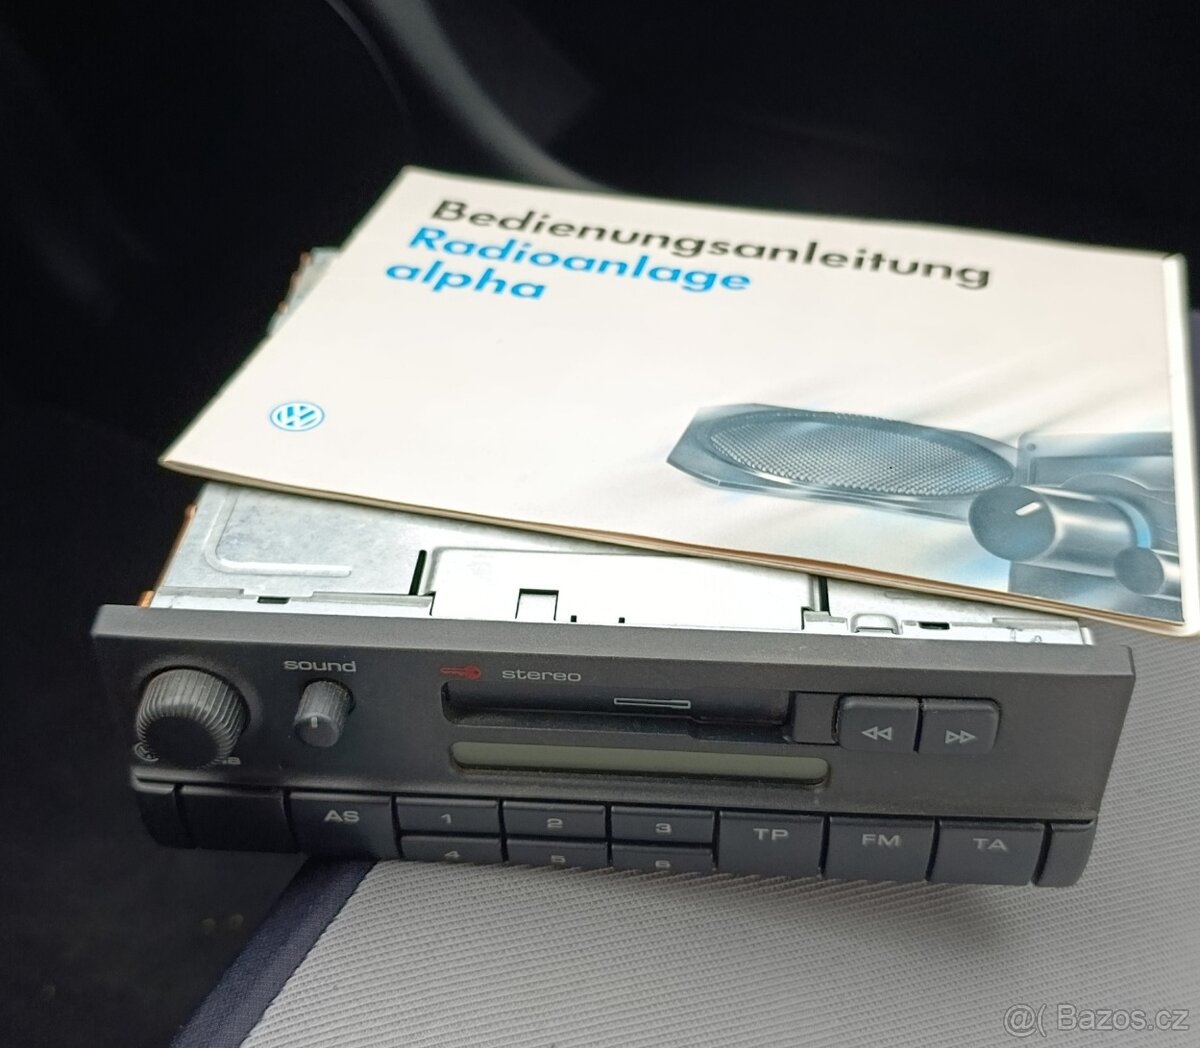 Bedienungsanleitung
Radioanlage
alpha
sound
stereo
AS
1
2
3
TP
FM
TA
4
5
6
@( Bazos.cz